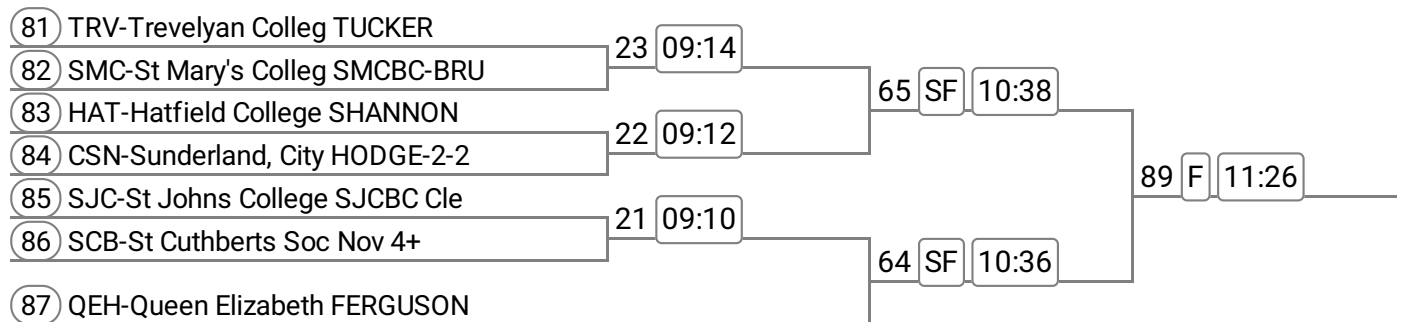 81 TRV-Trevelyan Colleg TUCKER
23 09:14
82 SMC-St Mary's Colleg SMCBC-BRU
65 SF 10:38
83 HAT-Hatfield College SHANNON
22 09:12
84 CSN-Sunderland, City HODGE-2-2
89 F 11:26
85 SJC-St Johns College SJCBC Cle
21 09:10
86 SCB-St Cuthberts Soc Nov 4+
64 SF 10:36
87 QEH-Queen Elizabeth FERGUSON